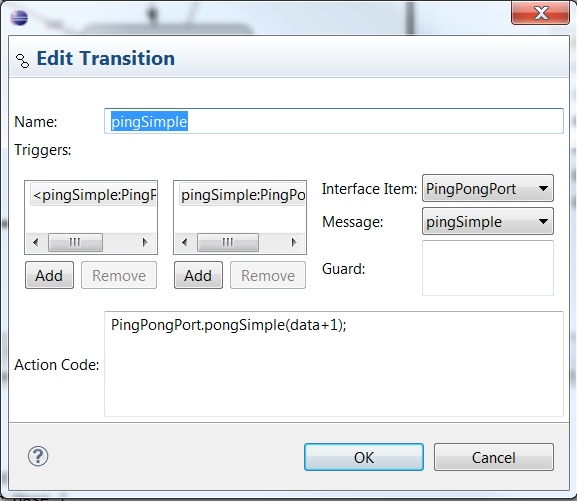 Edit Transition
Name:
pingSimple
Triggers:
<pingSimple:PingP
pingSimple:PingPo
Add
Remove
Add
Remove
Interface Item:
PingPongPort
Message:
pingSimple
Guard:
Action Code:
PingPongPort.pongSimple(data+1);
?
OK
Cancel